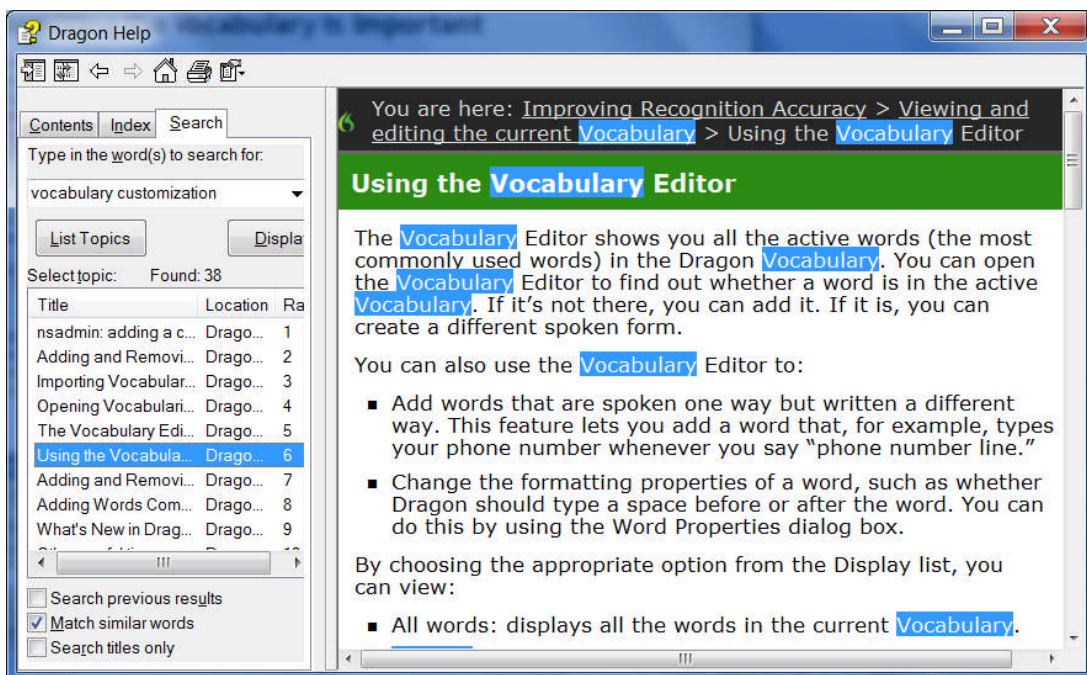 Dragon Help
Contents Index Search
Type in the word(s) to search for:
vocabulary customization
List Topics Displa
Select topic: Found: 38
Title Location Ra
nsadmin: adding a c... Drago... 1
Adding and Removi... Drago... 2
Importing Vocabular... Drago... 3
Opening Vocabulari... Drago... 4
The Vocabulary Edi... Drago... 5
Using the Vocabula... Drago... 6
Adding and Removi... Drago... 7
Adding Words Com... Drago... 8
What's New in Drag... Drago... 9
Search previous results
Match similar words
Search titles only
You are here: Improving Recognition Accuracy > Viewing and
editing the current Vocabulary > Using the Vocabulary Editor
Using the Vocabulary Editor
The Vocabulary Editor shows you all the active words (the most
commonly used words) in the Dragon Vocabulary. You can open
the Vocabulary Editor to find out whether a word is in the active
Vocabulary. If it's not there, you can add it. If it is, you can
create a different spoken form.
You can also use the Vocabulary Editor to:
▪ Add words that are spoken one way but written a different
way. This feature lets you add a word that, for example, types
your phone number whenever you say “phone number line.”
▪ Change the formatting properties of a word, such as whether
Dragon should type a space before or after the word. You can
do this by using the Word Properties dialog box.
By choosing the appropriate option from the Display list, you
can view:
▪ All words: displays all the words in the current Vocabulary.